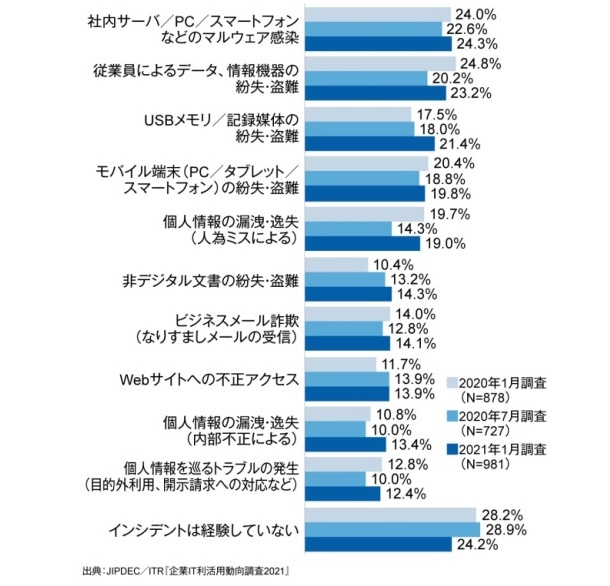 社内サーバ／PC／スマートフォン
などのマルウェア感染
24.0%
22.6%
24.3%
従業員によるデータ、情報機器の
紛失・盗難
24.8%
20.2%
23.2%
USBメモリ／記録媒体の
紛失・盗難
17.5%
18.0%
21.4%
モバイル端末（PC／タブレット／
スマートフォン）の紛失・盗難
20.4%
18.8%
19.8%
個人情報の漏洩・逸失
（人為ミスによる）
19.7%
14.3%
19.0%
非デジタル文書の紛失・盗難
10.4%
13.2%
14.3%
ビジネスメール詐欺
（なりすましメールの受信）
14.0%
12.8%
14.1%
Webサイトへの不正アクセス
11.7%
13.9%
13.9%
個人情報の漏洩・逸失
（内部不正による）
10.8%
10.0%
13.4%
個人情報を巡るトラブルの発生
（目的外利用、開示請求への対応など）
12.8%
10.0%
12.4%
インシデントは経験していない
28.2%
28.9%
24.2%
2020年1月調査
（N=878）
2020年7月調査
（N=727）
2021年1月調査
（N=981）
出典：JIPDEC／ITR『企業IT利活用動向調査2021』